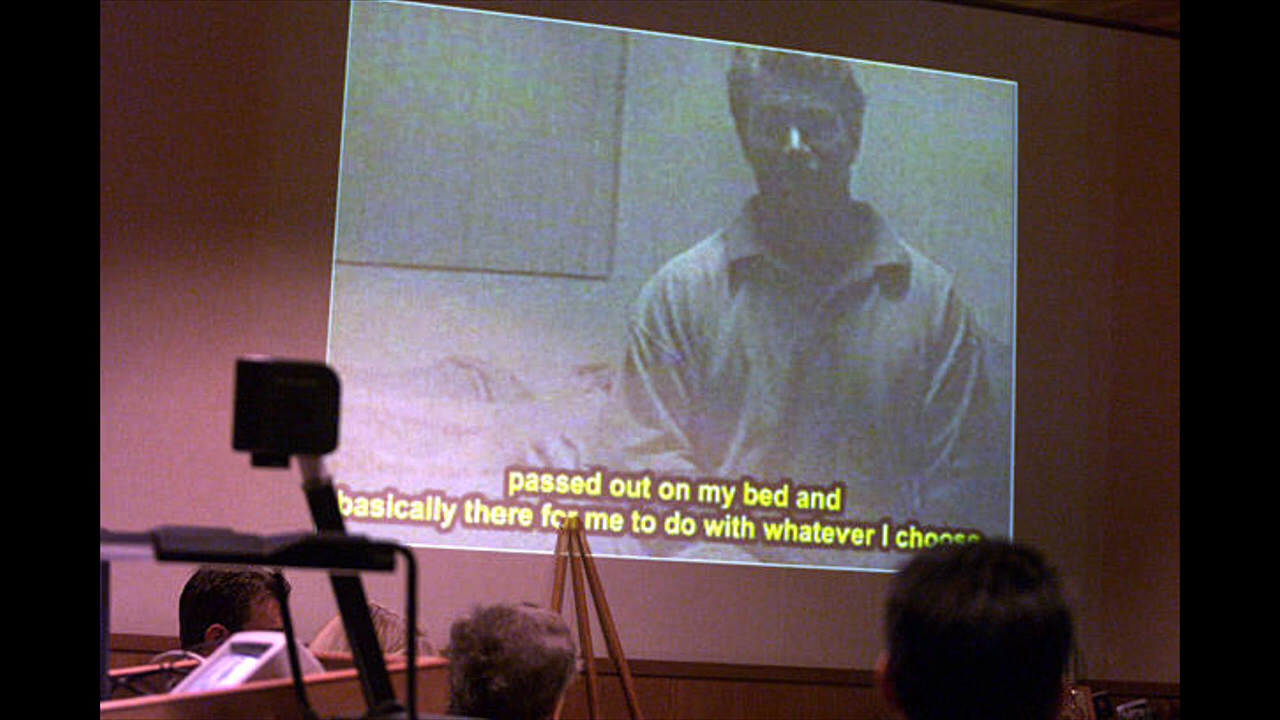 passed out on my bed and
basically there for me to do with whatever I choose